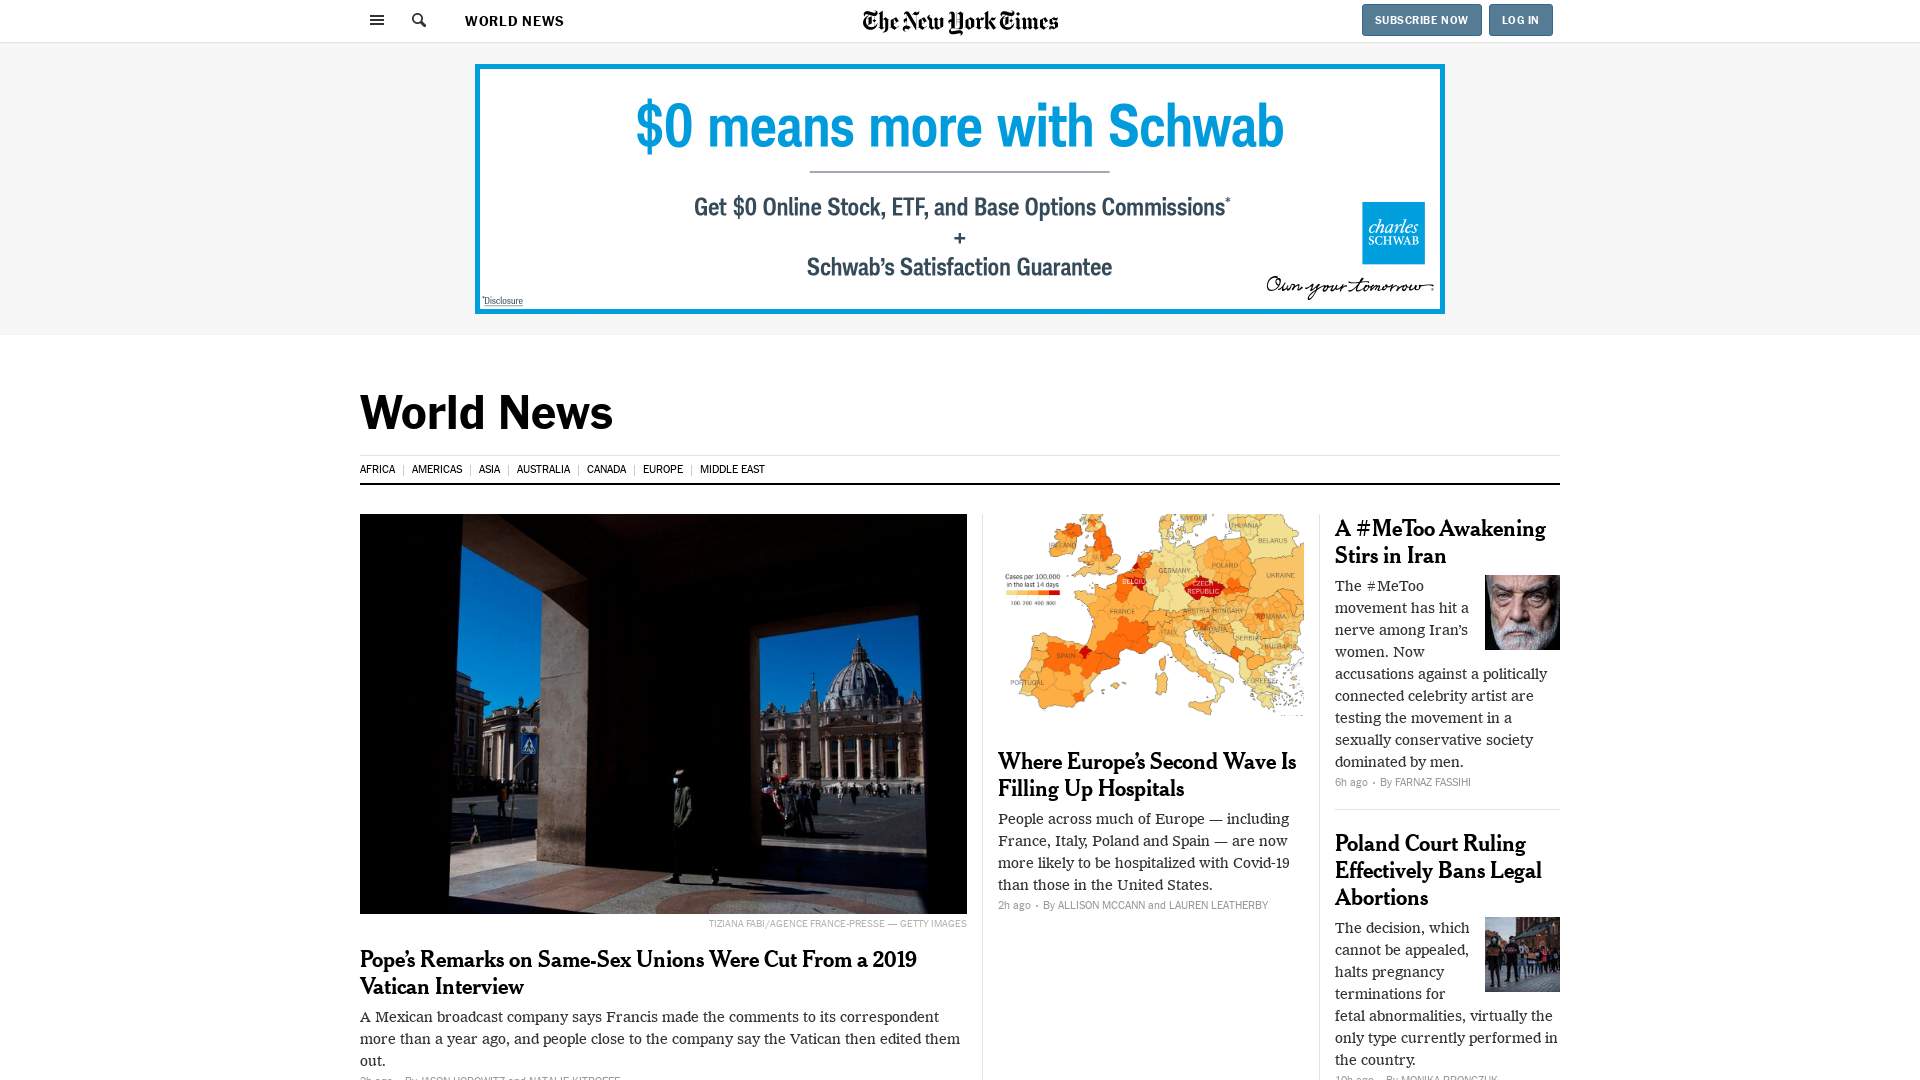 WORLD NEWS
The New York Times
SUBSCRIBE NOW
LOG IN
$0 means more with Schwab
Get $0 Online Stock, ETF, and Base Options Commissions*
+
Schwab's Satisfaction Guarantee
charles
SCHWAB
Own your tomorrow
*Disclosure
World News
AFRICA
AMERICAS
ASIA
AUSTRALIA
CANADA
EUROPE
MIDDLE EAST
TIZIANA FABI/AGENCE FRANCE-PRESSE — GETTY IMAGES
Pope’s Remarks on Same-Sex Unions Were Cut From a 2019
Vatican Interview
A Mexican broadcast company says Francis made the comments to its correspondent
more than a year ago, and people close to the company say the Vatican then edited them
out.
2h ago · By JASON HOROWITZ and NATALIE KITROEFF
SWEDEN
LITHUANIA
IRELAND
U.K.
BELARUS
Cases per 100,000
in the last 14 days
100 200 400 800
GERMANY
POLAND
BELGIUM
CZECH
REPUBLIC
UKRAINE
FRANCE
AUSTRIA HUNGARY
ROMANIA
ITALY
CROATIA
SERBIA
BULGARIA
SPAIN
PORTUGAL
GREECE
Where Europe’s Second Wave Is
Filling Up Hospitals
People across much of Europe — including
France, Italy, Poland and Spain — are now
more likely to be hospitalized with Covid-19
than those in the United States.
2h ago · By ALLISON MCCANN and LAUREN LEATHERBY
A #MeToo Awakening
Stirs in Iran
The #MeToo
movement has hit a
nerve among Iran’s
women. Now
accusations against a politically
connected celebrity artist are
testing the movement in a
sexually conservative society
dominated by men.
6h ago · By FARNAZ FASSIHI
Poland Court Ruling
Effectively Bans Legal
Abortions
The decision, which
cannot be appealed,
halts pregnancy
terminations for
fetal abnormalities, virtually the
only type currently performed in
the country.
10h ago · By MONIKA PRONCZUK